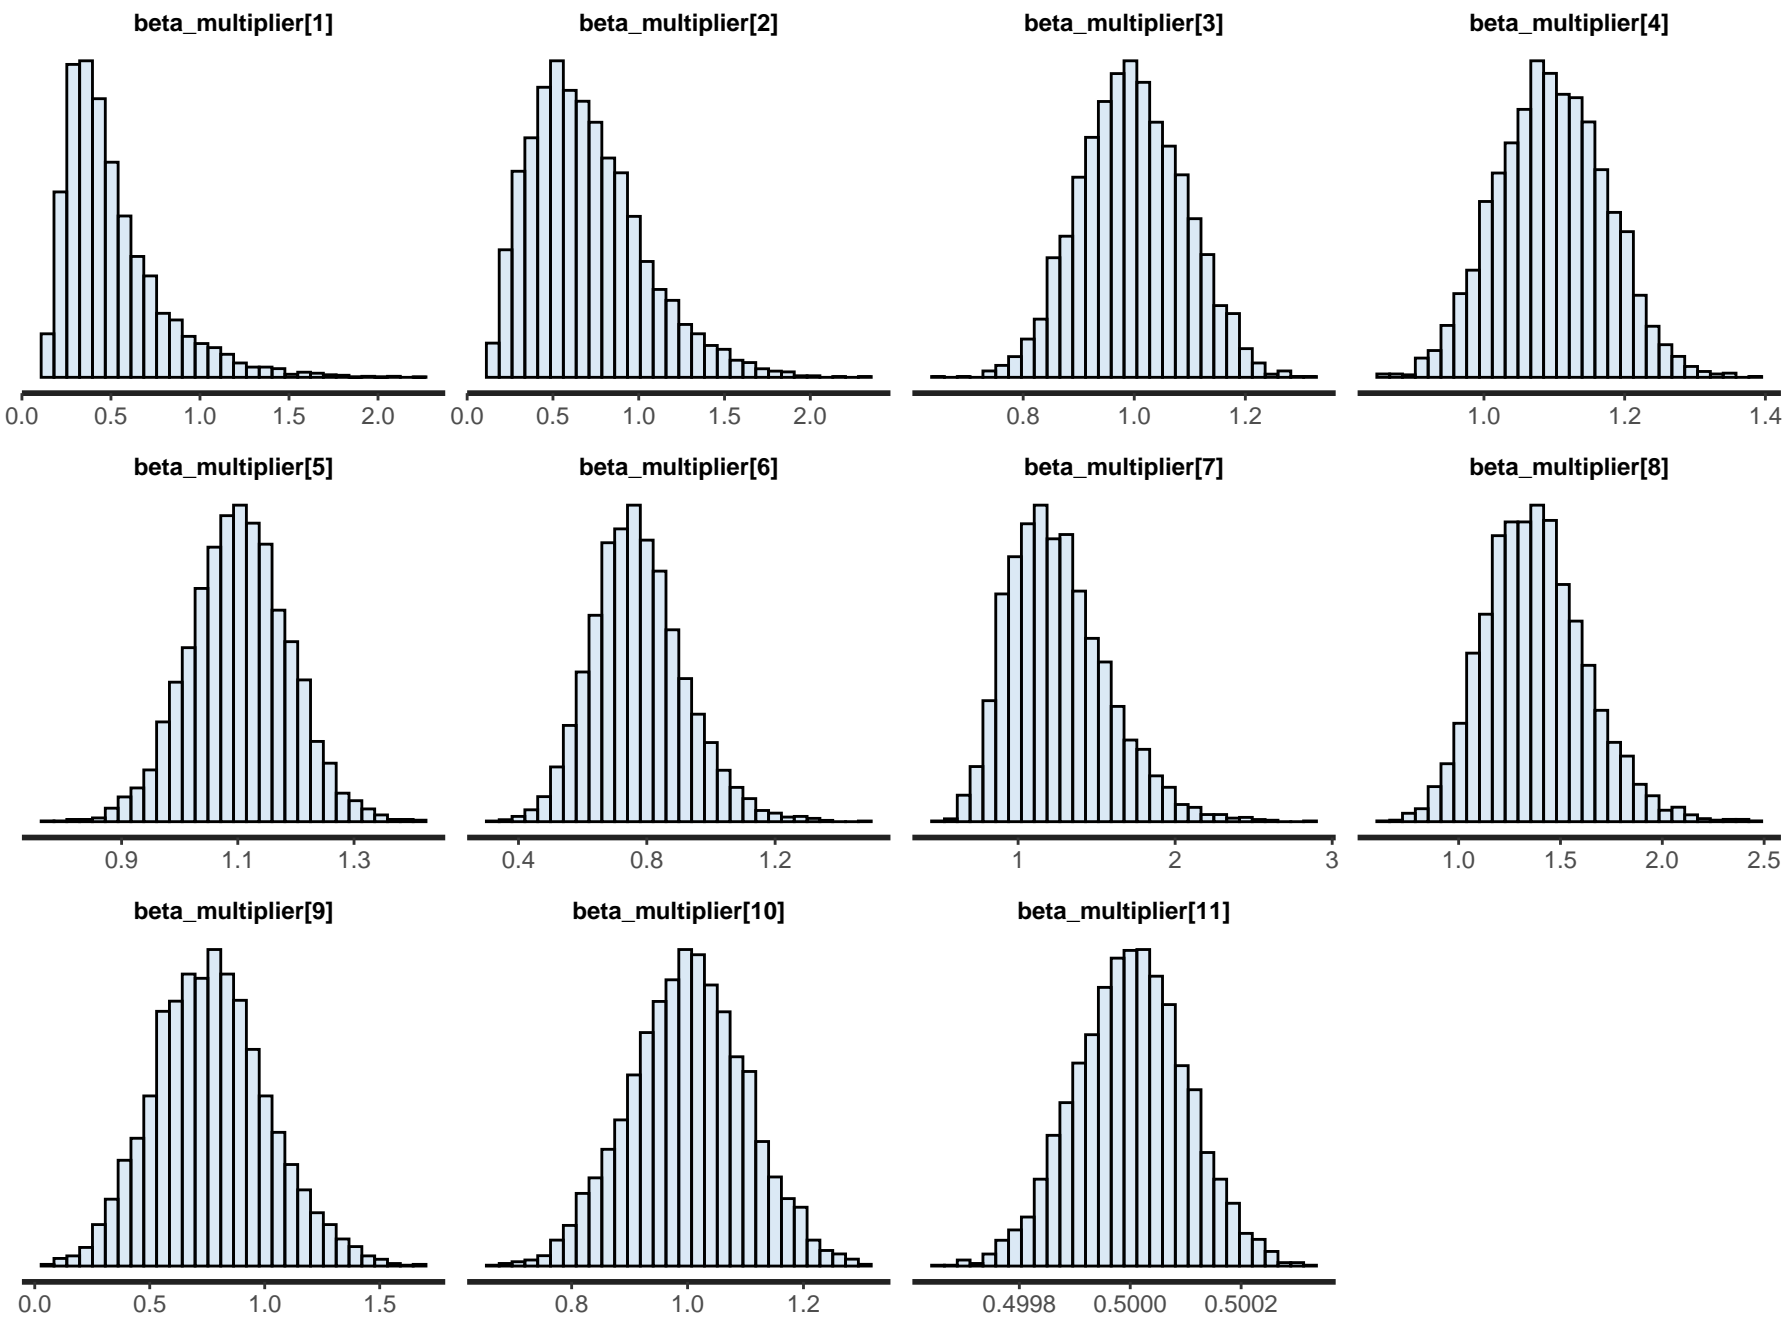 beta_multiplier[1] beta_multiplier[2] beta_multiplier[3] beta_multiplier[4]
0.0 0.5 1.0 1.5 2.0 0.0 0.5 1.0 1.5 2.0 0.8 1.0 1.2 1.0 1.2 1.4
beta_multiplier[5] beta_multiplier[6] beta_multiplier[7] beta_multiplier[8]
0.9 1.1 1.3 0.4 0.8 1.2 1 2 3 1.0 1.5 2.0 2.5
beta_multiplier[9] beta_multiplier[10] beta_multiplier[11]
0.0 0.5 1.0 1.5 0.8 1.0 1.2 0.4998 0.5000 0.5002